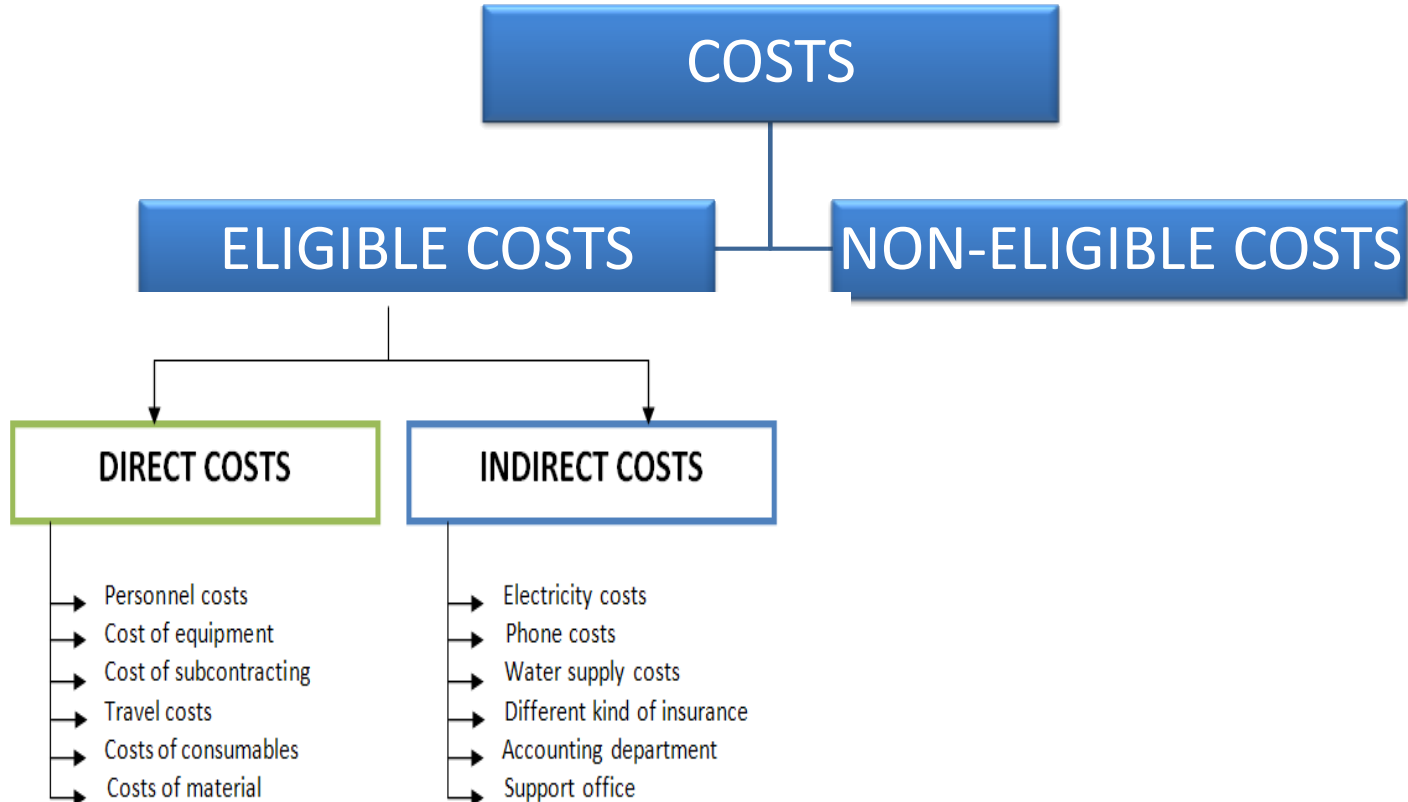 COSTS
ELIGIBLE COSTS
NON-ELIGIBLE COSTS
DIRECT COSTS
Personnel costs
Cost of equipment
Cost of subcontracting
Travel costs
Costs of consumables
Costs of material
INDIRECT COSTS
Electricity costs
Phone costs
Water supply costs
Different kind of insurance
Accounting department
Support office